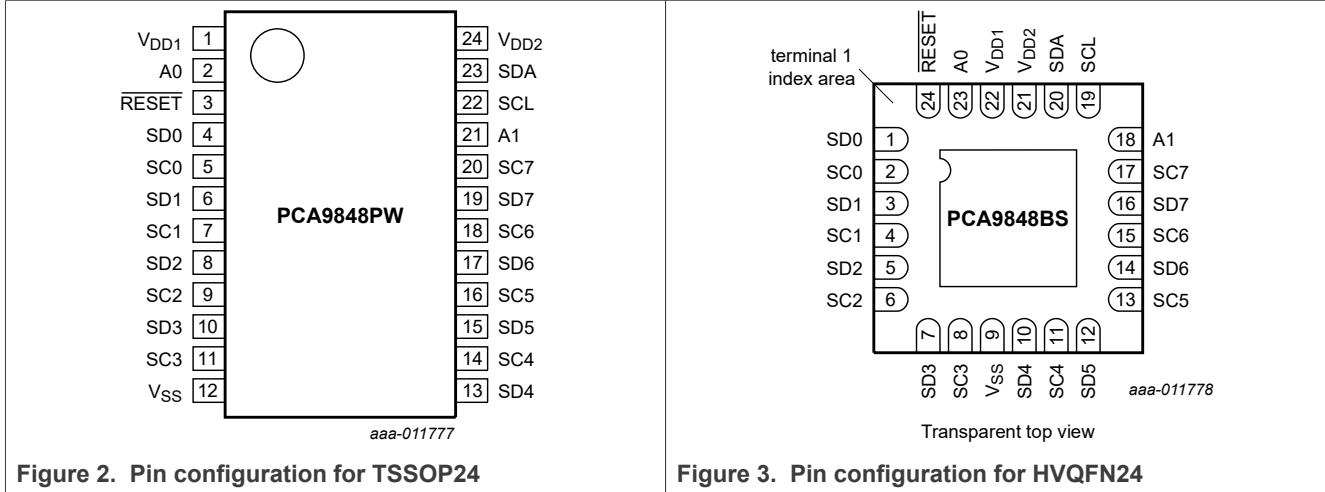 VDD1 1
A0 2
RESET 3
SD0 4
SC0 5
SD1 6
SC1 7
SD2 8
SC2 9
SD3 10
SC3 11
VSS 12
PCA9848PW
24 VDD2
23 SDA
22 SCL
21 A1
20 SC7
19 SD7
18 SC6
17 SD6
16 SC5
15 SD5
14 SC4
13 SD4
aaa-011777
Figure 2. Pin configuration for TSSOP24
terminal 1
index area
RESET A0 VDD1 VDD2 SDA SCL
24 23 22 21 20 19
SD0 1
SC0 2
SD1 3
SC1 4
SD2 5
SC2 6
PCA9848BS
18 A1
17 SC7
16 SD7
15 SC6
14 SD6
13 SC5
7 8 9 10 11 12
SD3 SC3 VSS SD4 SC4 SD5
aaa-011778
Transparent top view
Figure 3. Pin configuration for HVQFN24